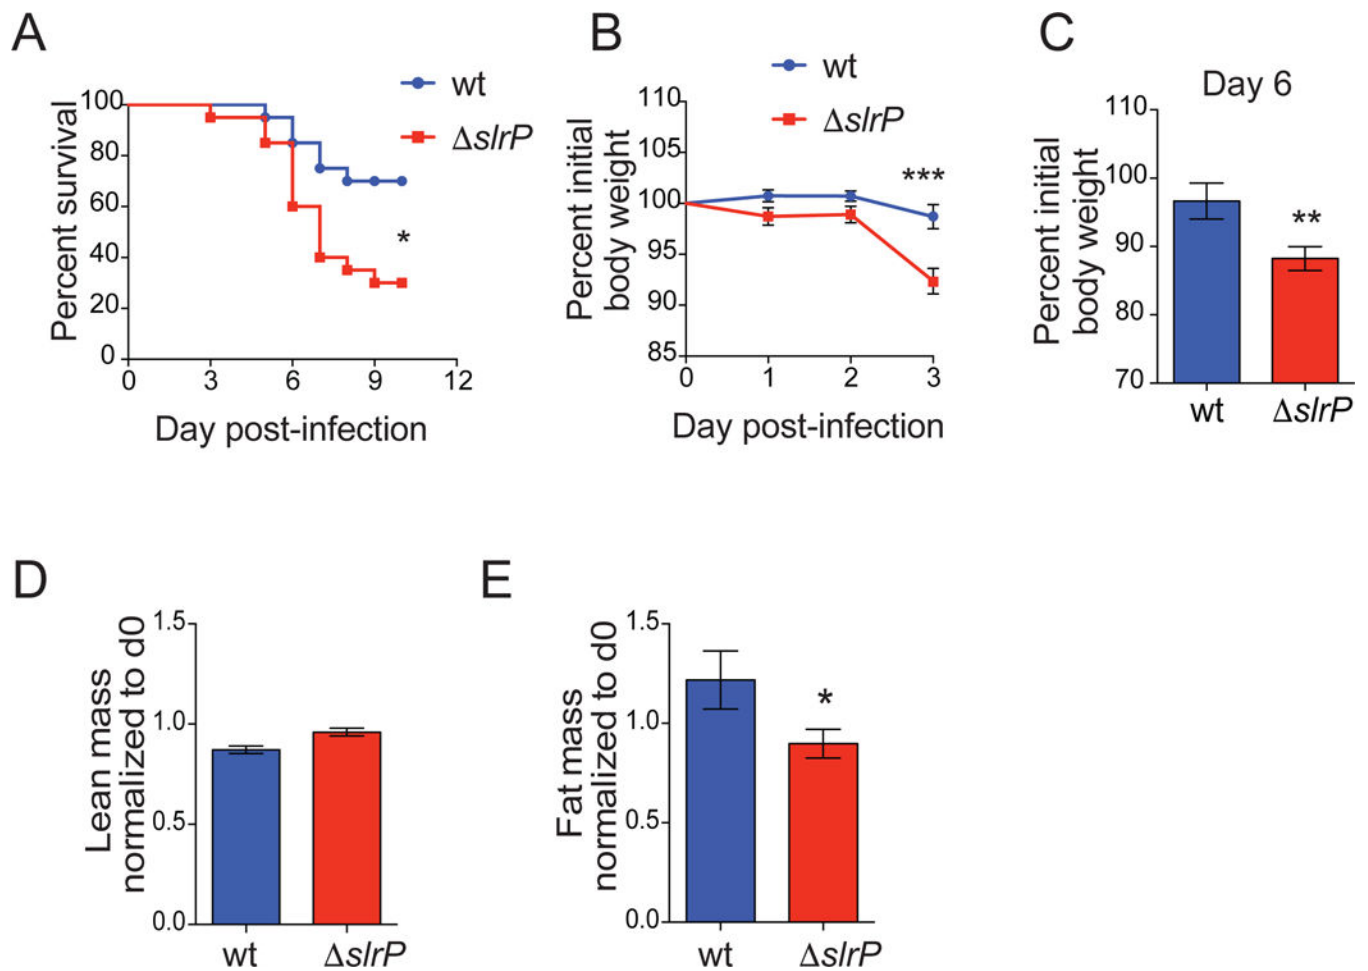 A
wt
ΔslrP
Percent survival
100
80
60
40
20
0
*
0 3 6 9 12
Day post-infection
B
wt
ΔslrP
Percent initial
body weight
110
105
100
95
90
85
***
0 1 2 3
Day post-infection
C
Day 6
Percent initial
body weight
110
100
90
80
70
**
wt ΔslrP
D
Lean mass
normalized to d0
1.5
1.0
0.5
0.0
wt ΔslrP
E
Fat mass
normalized to d0
1.5
1.0
0.5
0.0
*
wt ΔslrP